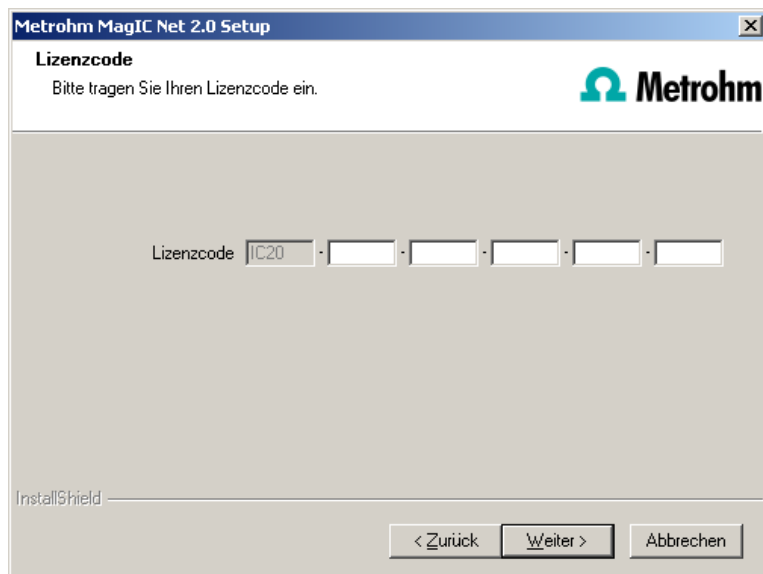 Metrohm MagIC Net 2.0 Setup
Lizenzcode
Bitte tragen Sie Ihren Lizenzcode ein.
Metrohm
Lizenzcode IC20 - - - - -
InstallShield
< Zurück Weiter > Abbrechen